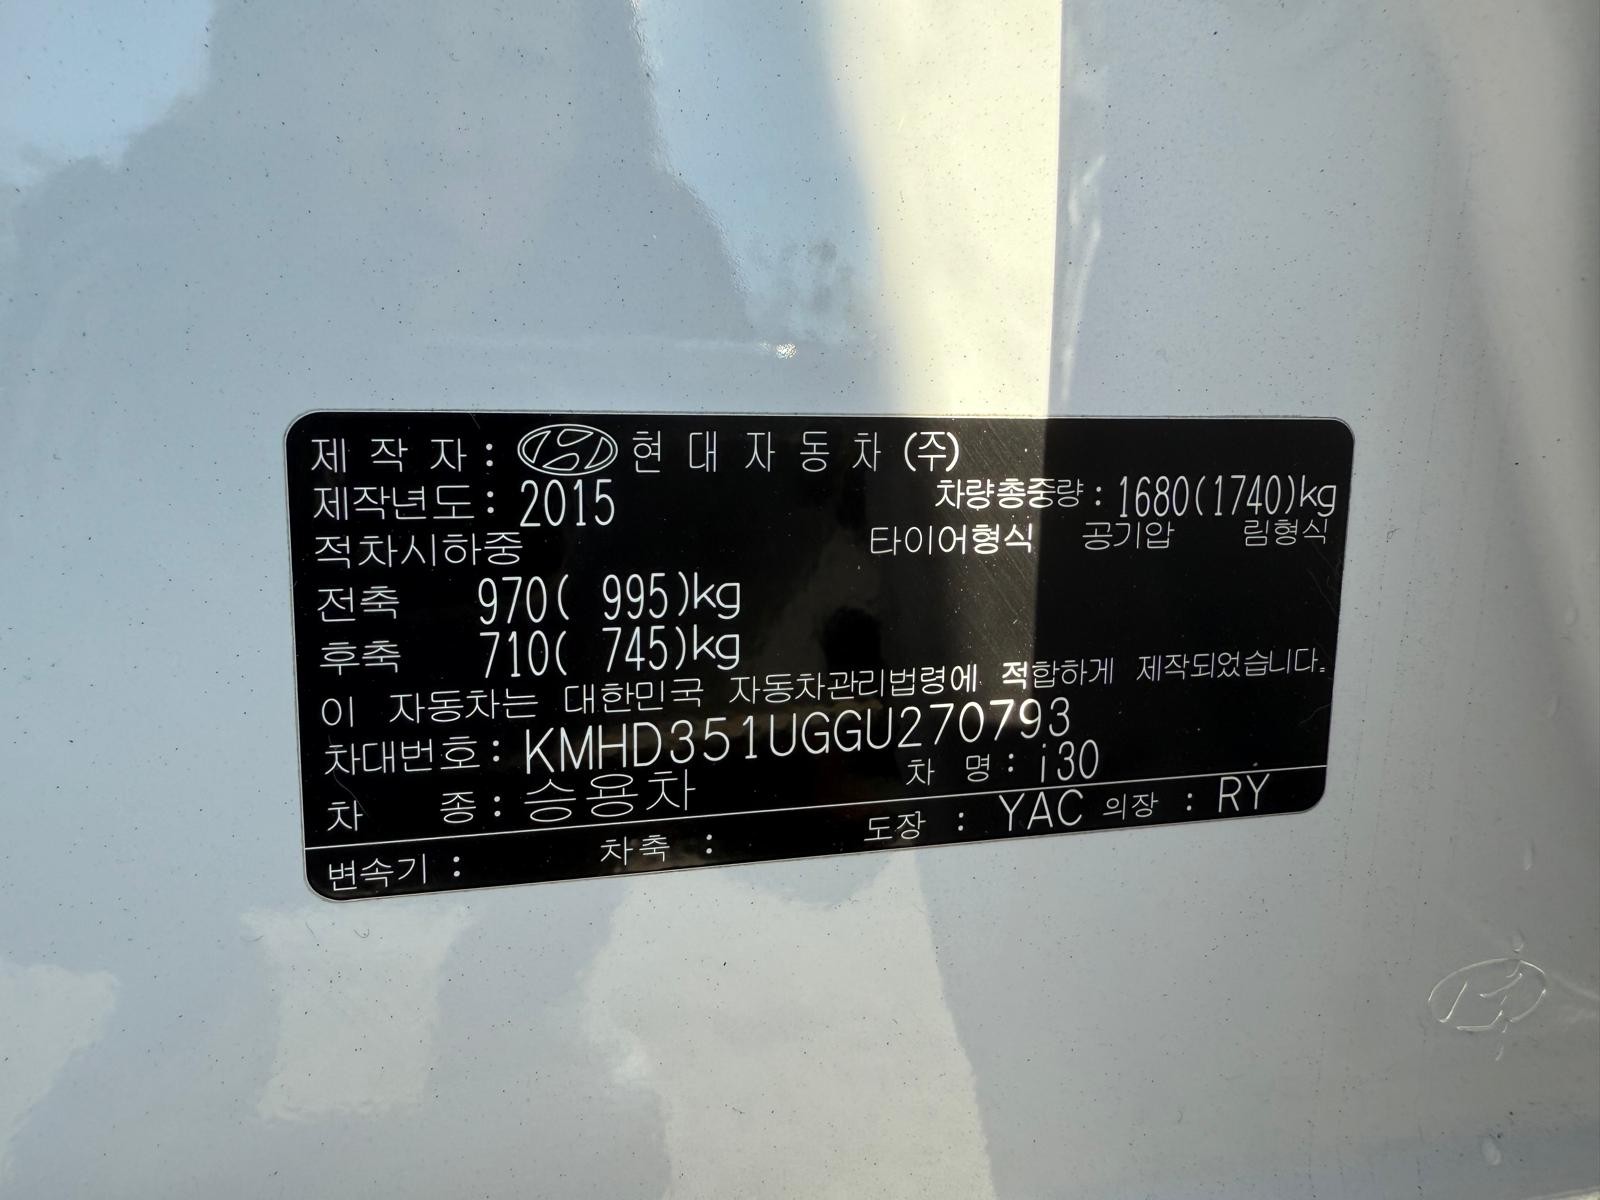 제 작 자 : 현 대 자 동 차 (주)
제작년도 : 2015 차량총중량 : 1680(1740)kg
적차시하중 타이어형식 공기압 림형식
전축 970( 995)kg
후축 710( 745)kg
이 자동차는 대한민국 자동차관리법령에 적합하게 제작되었습니다.
차대번호 : KMHD351UGGU270793
차 종 : 승용차 차 명 : i30
변속기 : 차축 : 도장 : YAC 의장 : RY